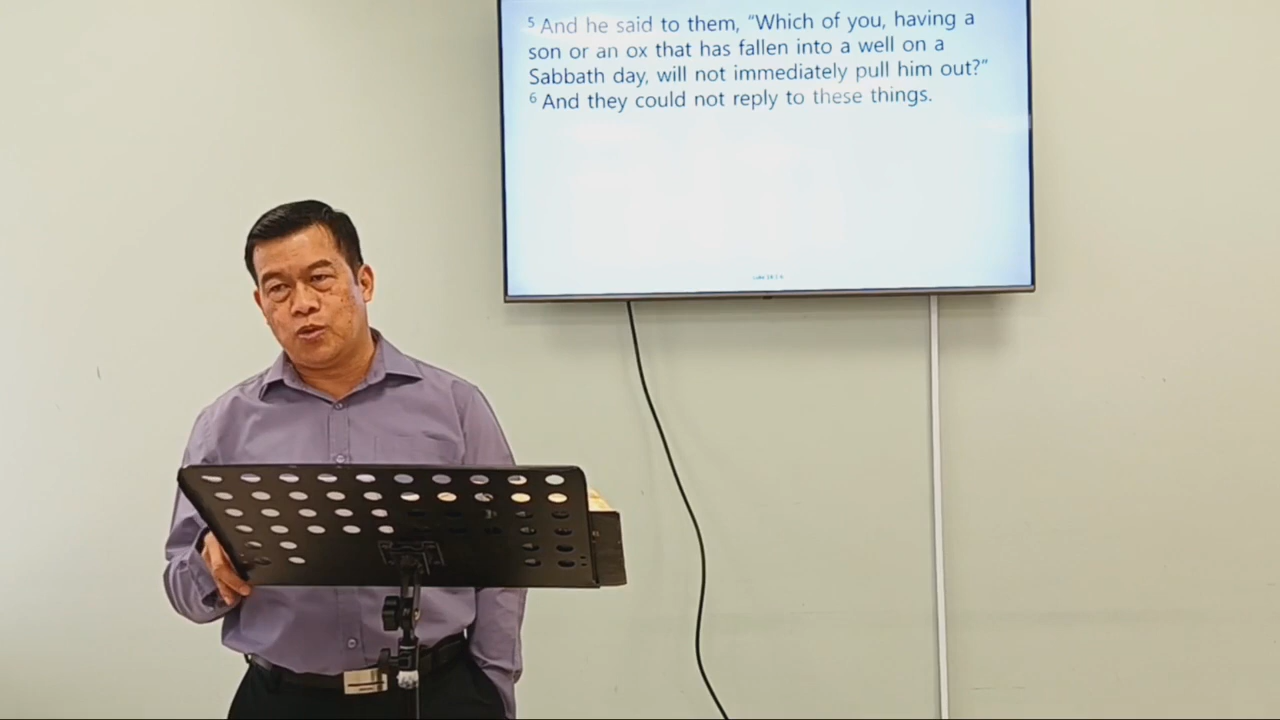 ⁵ And he said to them, “Which of you, having a
son or an ox that has fallen into a well on a
Sabbath day, will not immediately pull him out?”
⁶ And they could not reply to these things.